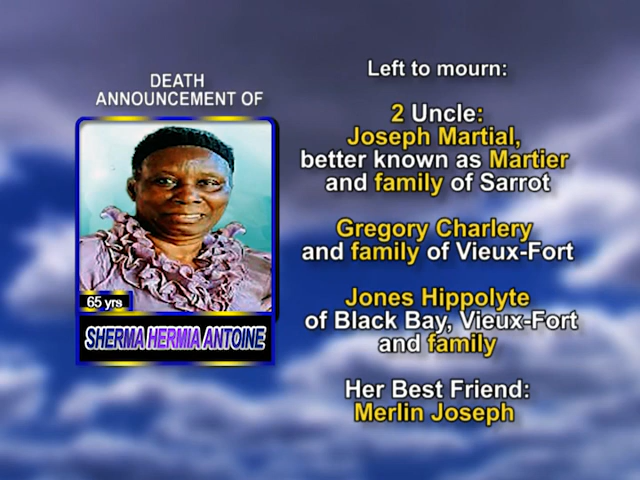 DEATH
ANNOUNCEMENT OF
65 yrs
SHERMA HERMIA ANTOINE
Left to mourn:
2 Uncle:
Joseph Martial,
better known as Martier
and family of Sarrot
Gregory Charlery
and family of Vieux-Fort
Jones Hippolyte
of Black Bay, Vieux-Fort
and family
Her Best Friend:
Merlin Joseph